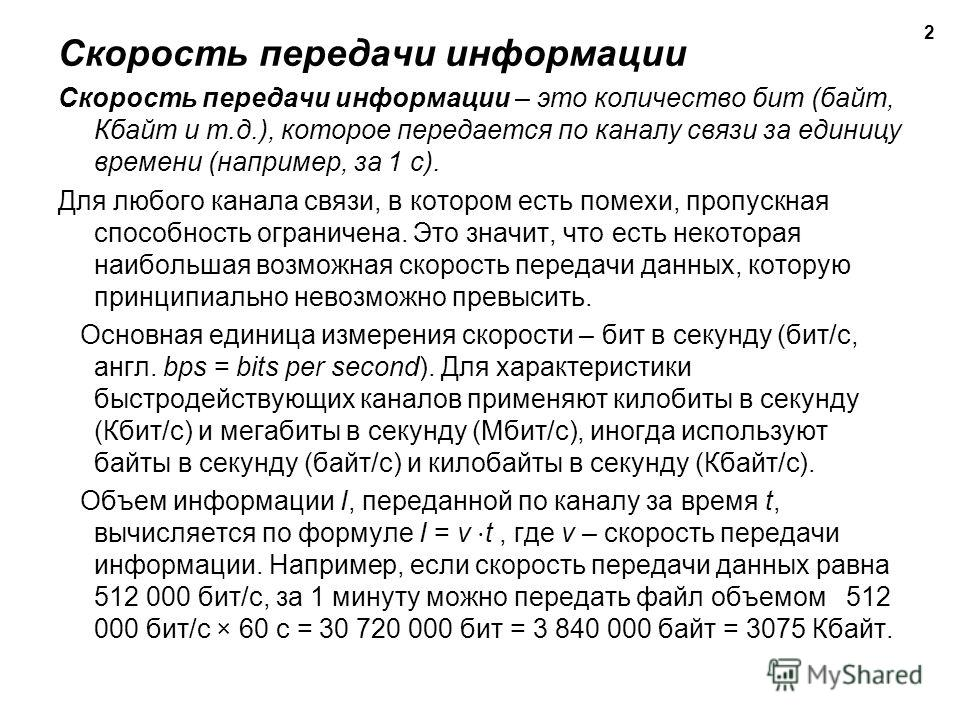 2
Скорость передачи информации
Скорость передачи информации – это количество бит (байт,
Кбайт и т.д.), которое передается по каналу связи за единицу
времени (например, за 1 с).
Для любого канала связи, в котором есть помехи, пропускная
способность ограничена. Это значит, что есть некоторая
наибольшая возможная скорость передачи данных, которую
принципиально невозможно превысить.
Основная единица измерения скорости – бит в секунду (бит/с,
англ. bps = bits per second). Для характеристики
быстродействующих каналов применяют килобиты в секунду
(Кбит/с) и мегабиты в секунду (Мбит/с), иногда используют
байты в секунду (байт/с) и килобайты в секунду (Кбайт/с).
Объем информации I, переданной по каналу за время t,
вычисляется по формуле I = v ·t , где v – скорость передачи
информации. Например, если скорость передачи данных равна
512 000 бит/с, за 1 минуту можно передать файл объемом 512
000 бит/с × 60 с = 30 720 000 бит = 3 840 000 байт = 3075 Кбайт.
MyShared